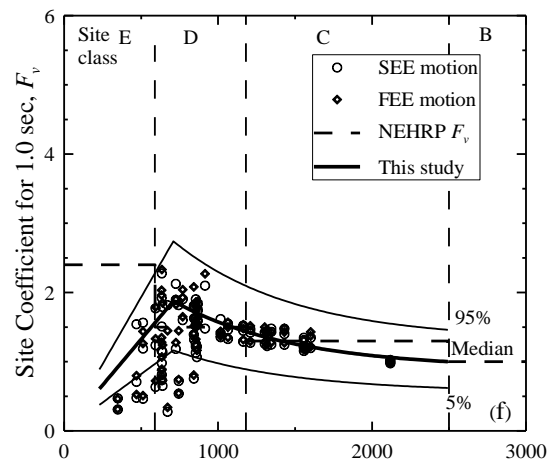 6
4
2
0
Site Coefficient for 1.0 sec, F_v
Site class
E
D
C
B
SEE motion
FEE motion
NEHRP F_v
This study
95%
Median
5%
(f)
0
1000
2000
3000